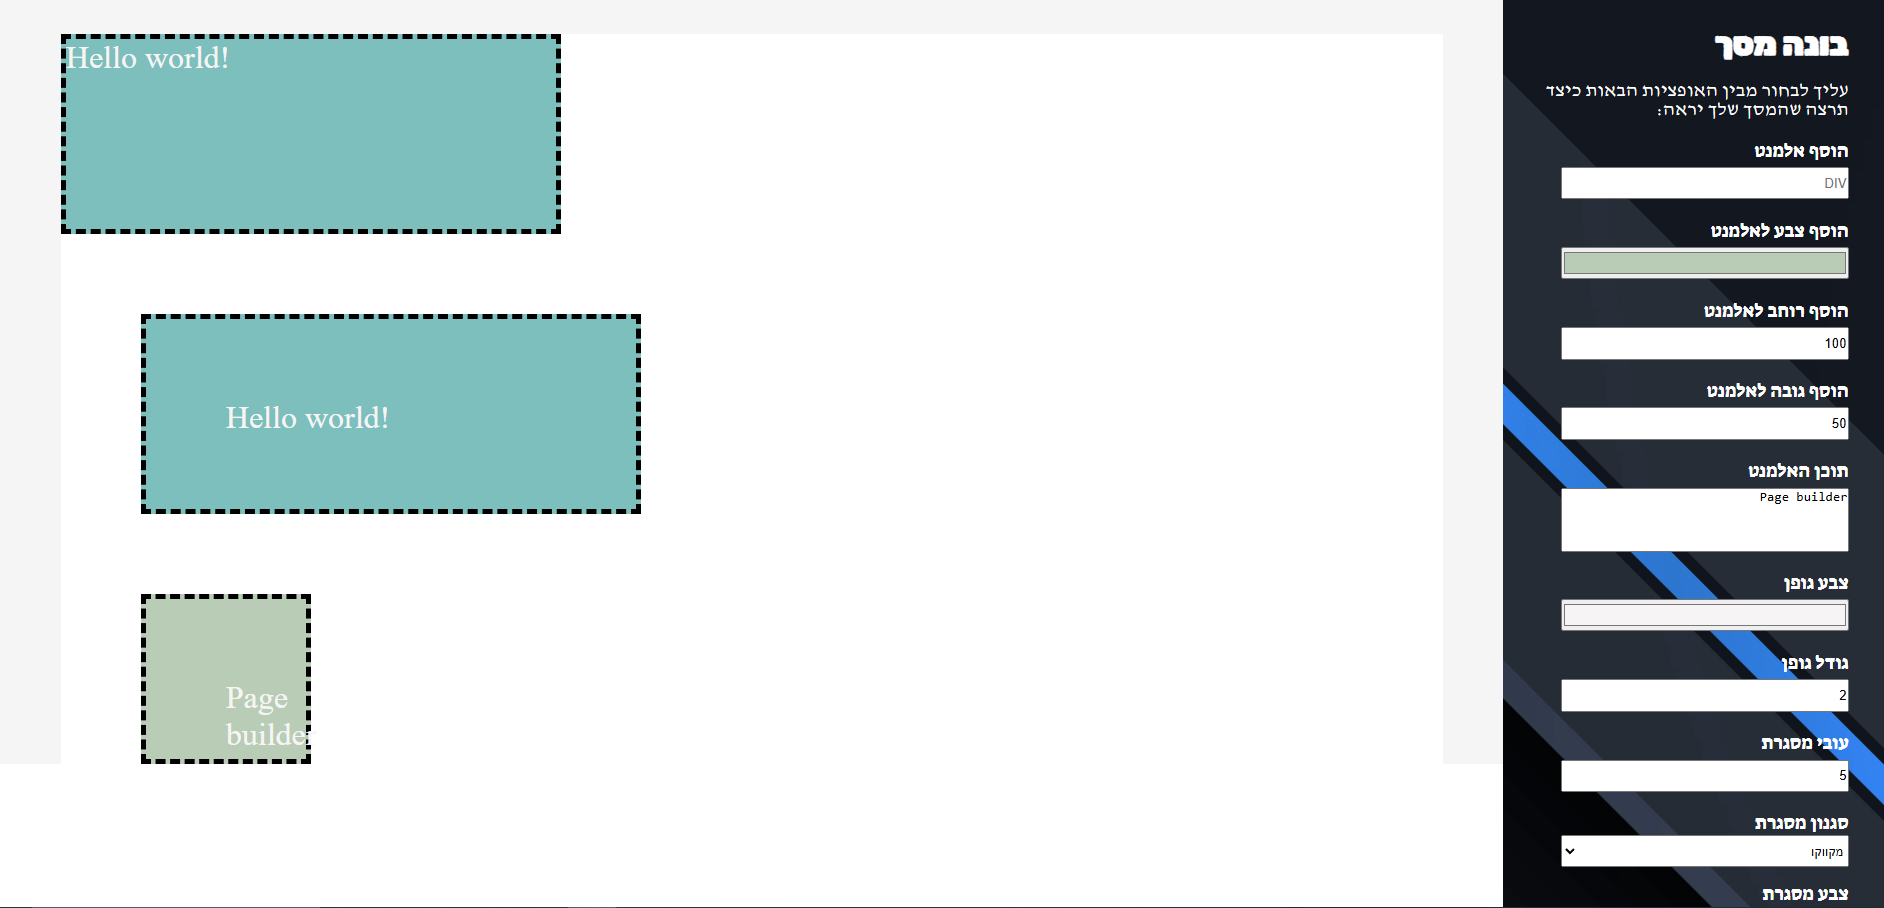 Hello world!
Hello world!
Page
builder
בונה מסך
עליך לבחור מבין האופציות הבאות כיצד
תרצה שהמסך שלך יראה:
הוסף אלמנט
DIV
הוסף צבע לאלמנט
הוסף רוחב לאלמנט
100
הוסף גובה לאלמנט
50
תוכן האלמנט
Page builder
צבע גופן
גודל גופן
2
עובי מסגרת
5
סגנון מסגרת
מקווקו
צבע מסגרת